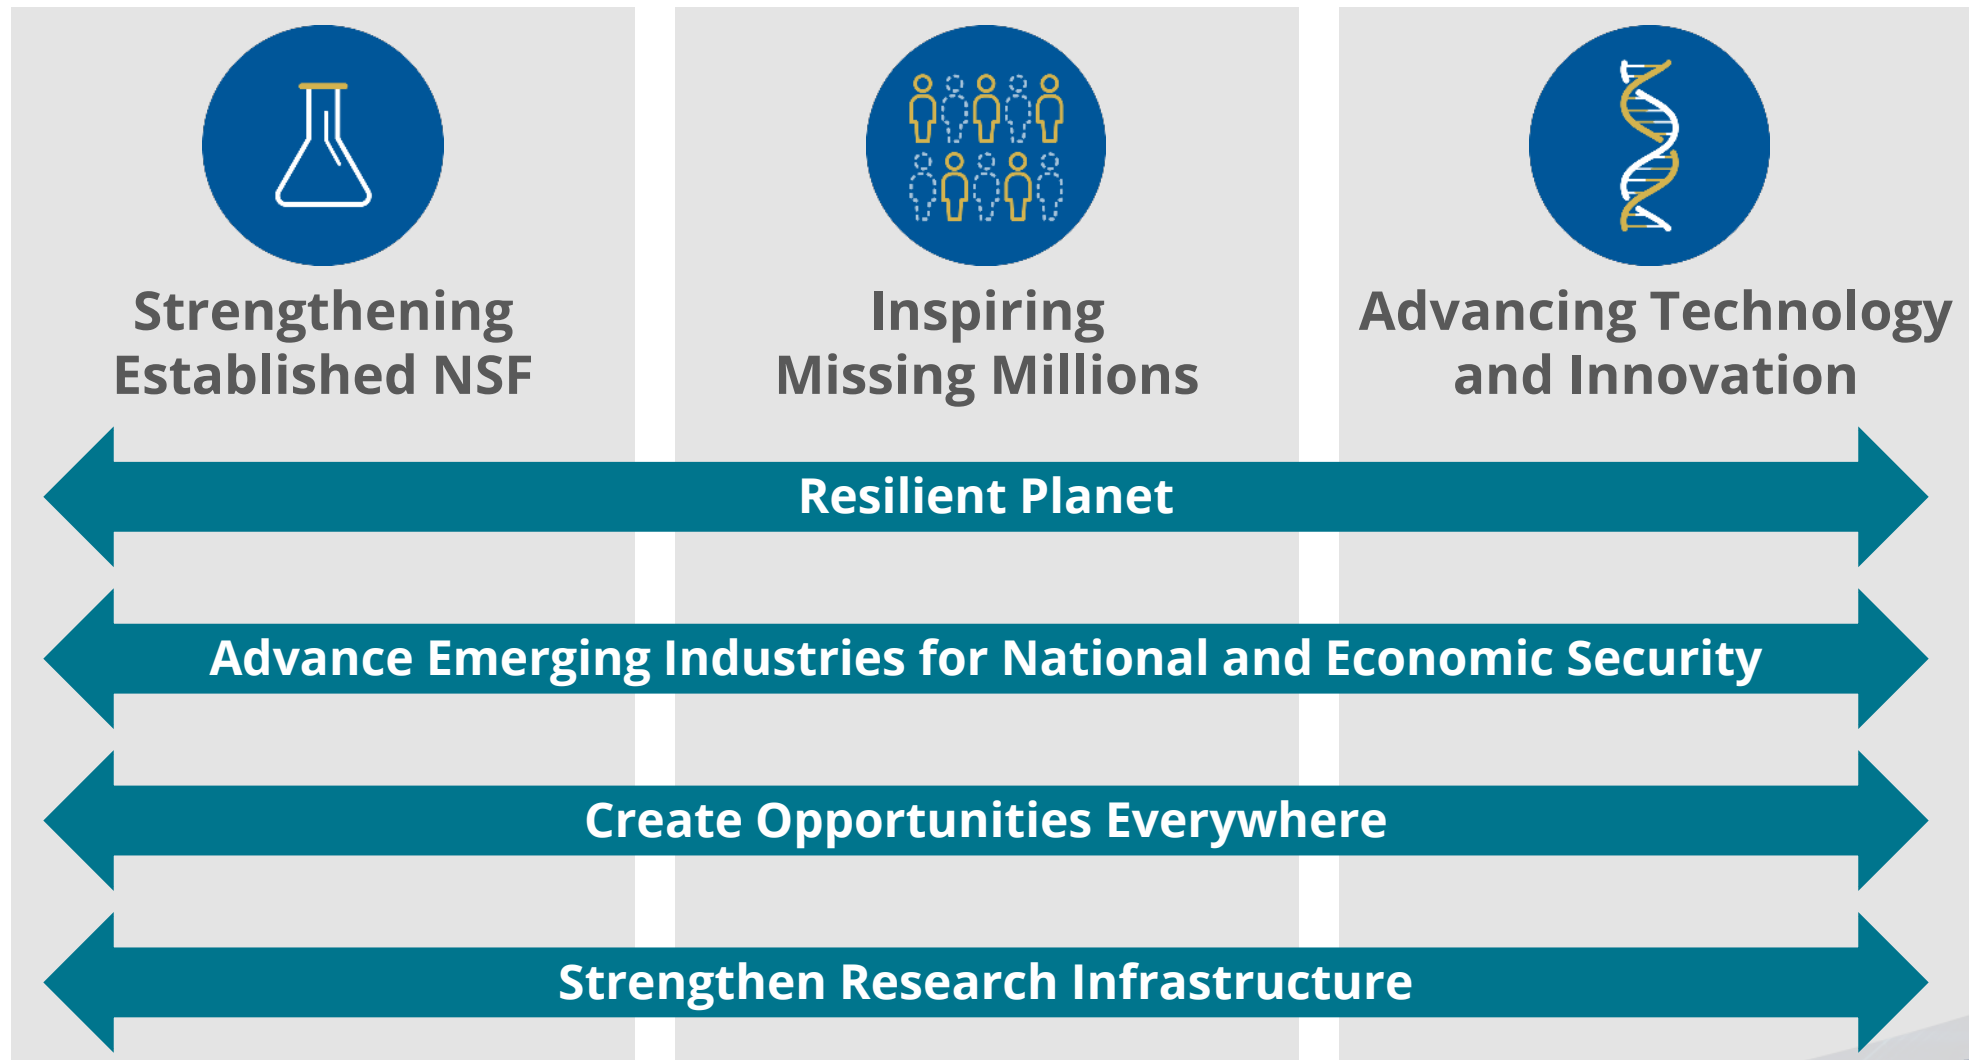 Strengthening
Established NSF
Inspiring
Missing Millions
Advancing Technology
and Innovation
Resilient Planet
Advance Emerging Industries for National and Economic Security
Create Opportunities Everywhere
Strengthen Research Infrastructure